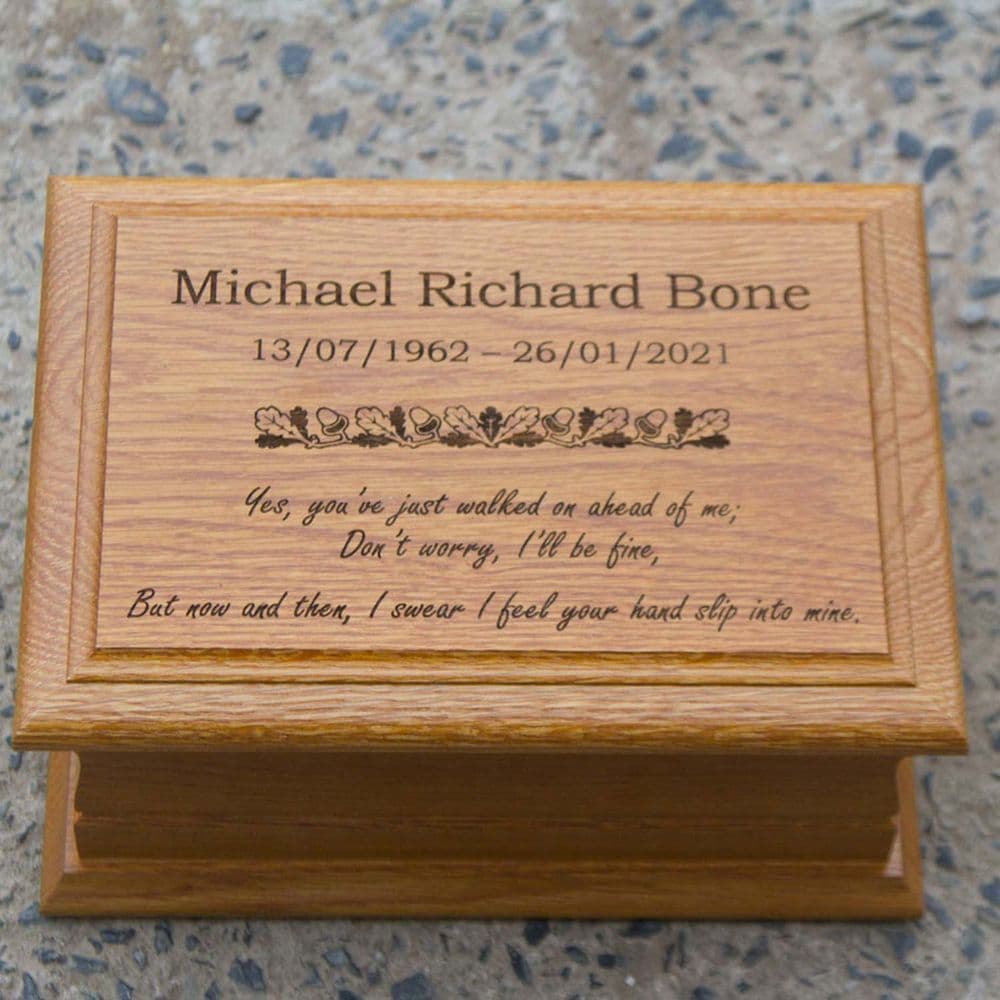 Michael Richard Bone
13/07/1962 – 26/01/2021
Yes, you've just walked on ahead of me;
Don't worry, I'll be fine,
But now and then, I swear I feel your hand slip into mine.